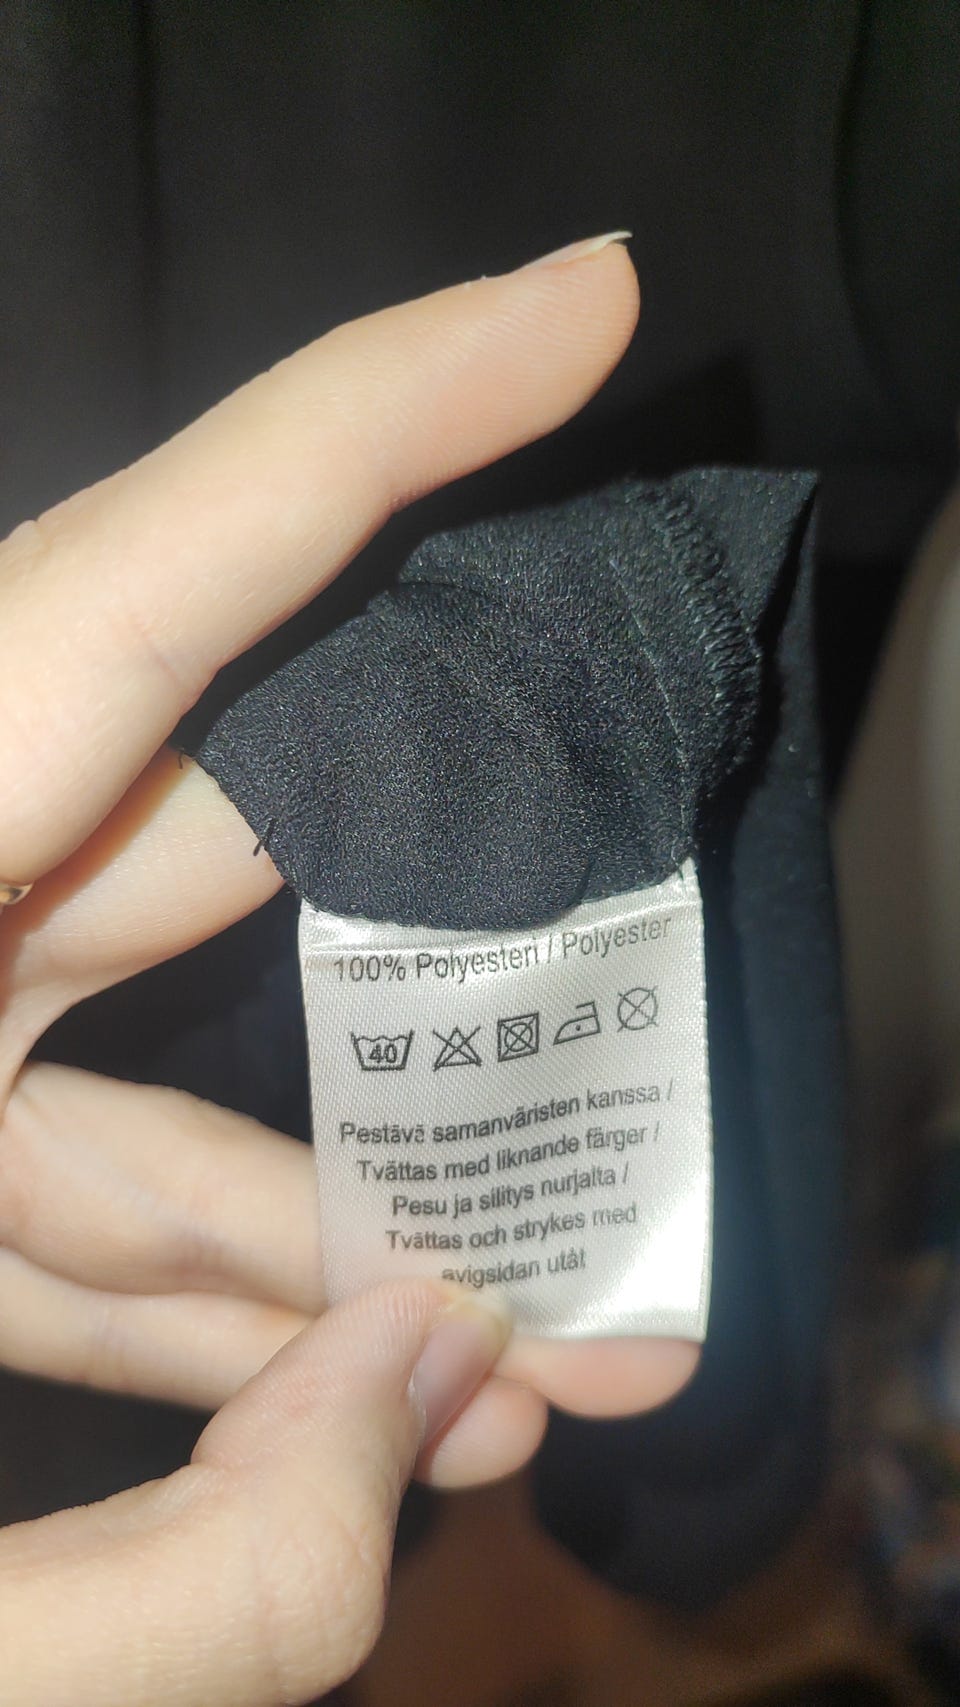 100% Polyesteri / Polyester
40
Pestävä samanväristen kanssa /
Tvättas med liknande färger /
Pesu ja silitys nurjalta /
Tvättas och strykes med
avigsidan utåt